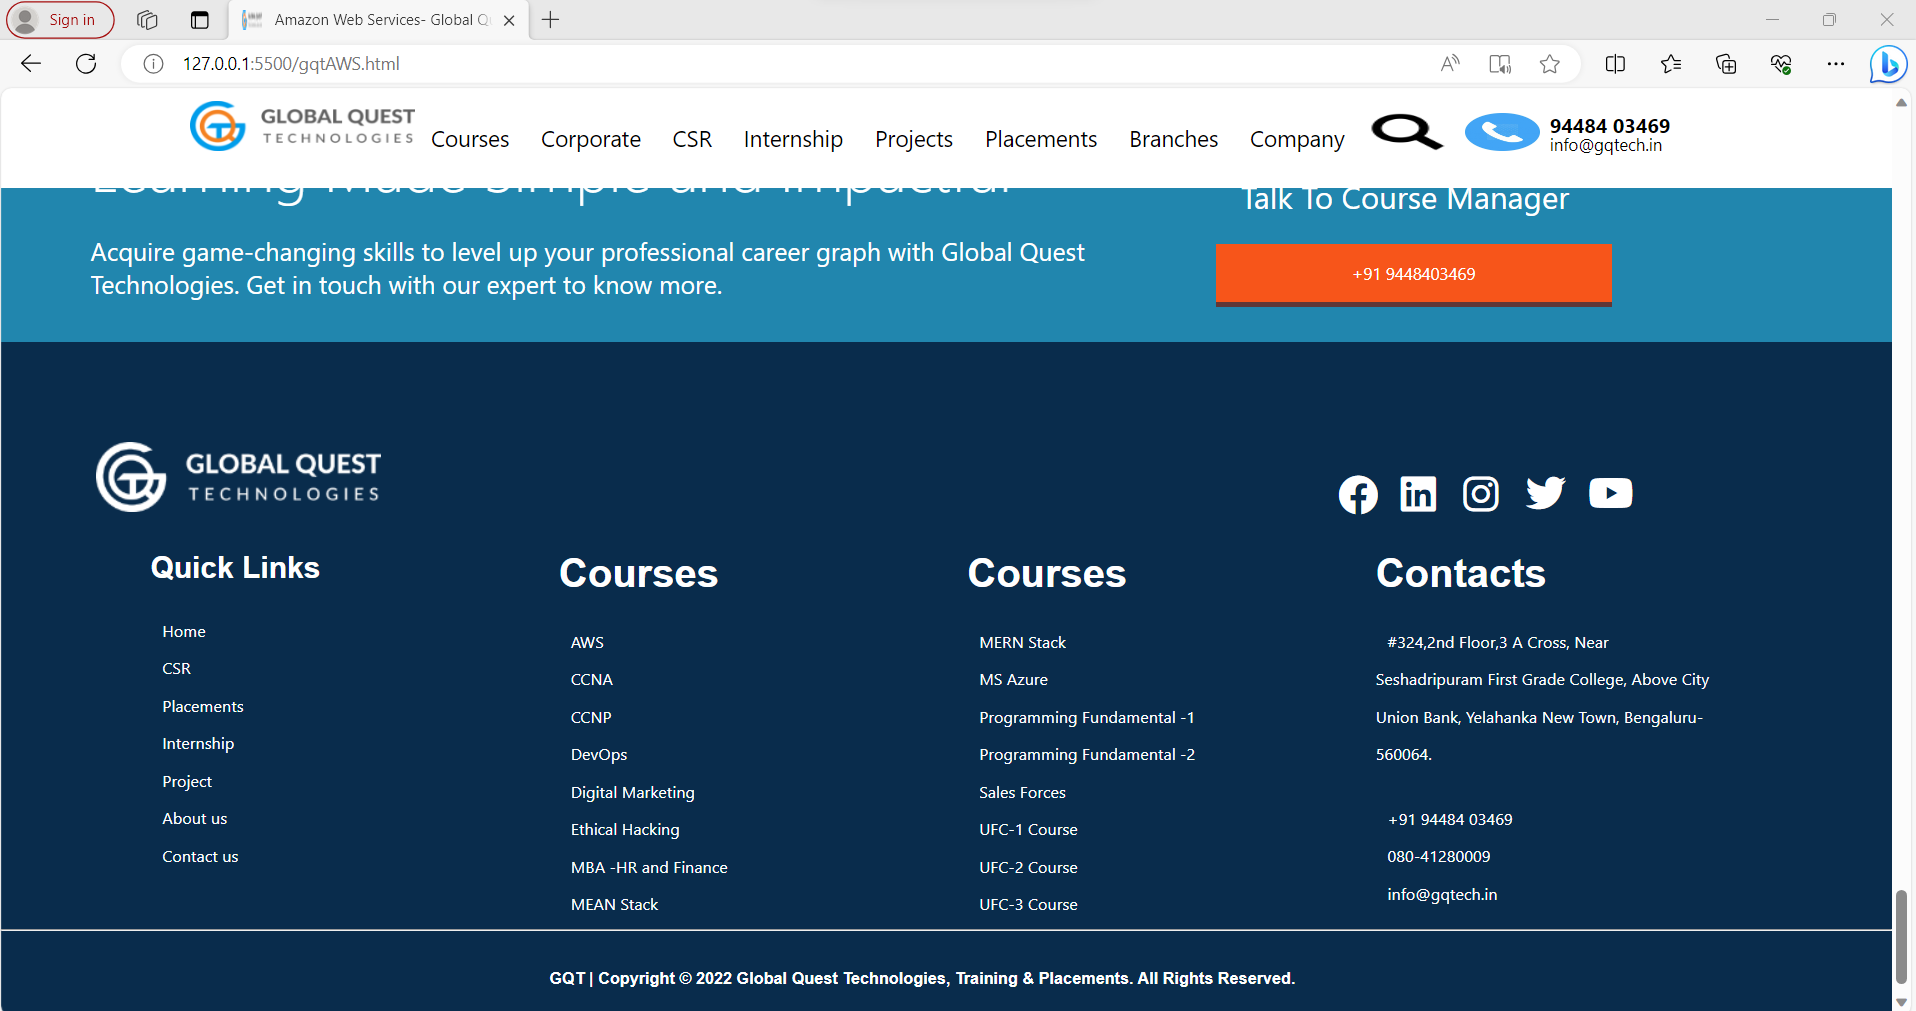 Sign in
Amazon Web Services- Global Q
127.0.0.1:5500/gqtAWS.html
GLOBAL QUEST
TECHNOLOGIES
Courses Corporate CSR Internship Projects Placements Branches Company
94484 03469
info@gqtech.in
Learning Made Simple and Impactful
Talk To Course Manager
Acquire game-changing skills to level up your professional career graph with Global Quest
Technologies. Get in touch with our expert to know more.
+91 9448403469
GLOBAL QUEST
TECHNOLOGIES
Quick Links
Home
CSR
Placements
Internship
Project
About us
Contact us
Courses
AWS
CCNA
CCNP
DevOps
Digital Marketing
Ethical Hacking
MBA -HR and Finance
MEAN Stack
Courses
MERN Stack
MS Azure
Programming Fundamental -1
Programming Fundamental -2
Sales Forces
UFC-1 Course
UFC-2 Course
UFC-3 Course
Contacts
#324,2nd Floor,3 A Cross, Near
Seshadripuram First Grade College, Above City
Union Bank, Yelahanka New Town, Bengaluru-
560064.
+91 94484 03469
080-41280009
info@gqtech.in
GQT | Copyright © 2022 Global Quest Technologies, Training & Placements. All Rights Reserved.